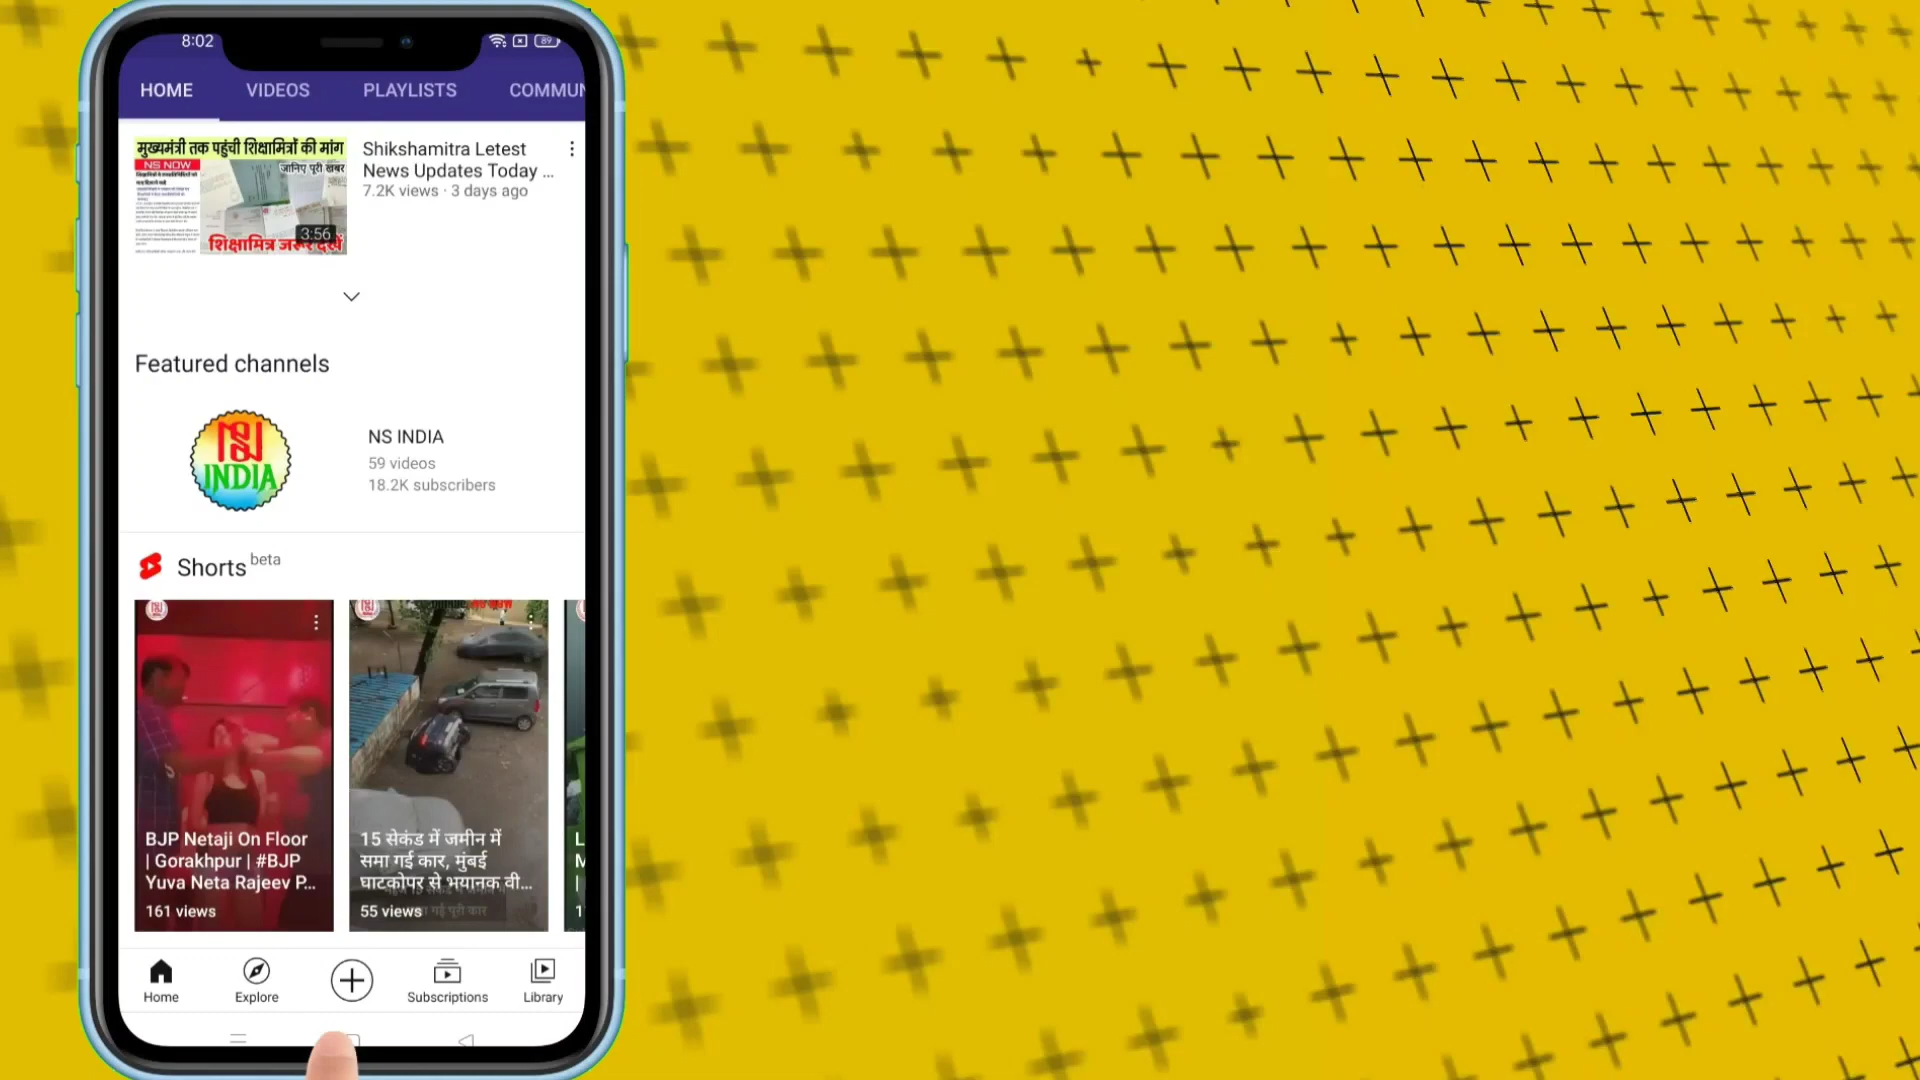 8:02
89
HOME VIDEOS PLAYLISTS COMMUN
मुख्यमंत्री तक पहुंची शिक्षामित्रों की मांग
NS NOW
जानिए पूरी खबर
3:56
शिक्षामित्र जरूर देखें
Shikshamitra Letest
News Updates Today ...
7.2K views · 3 days ago
Featured channels
INDIA
NS INDIA
59 videos
18.2K subscribers
Shorts beta
BJP Netaji On Floor
| Gorakhpur | #BJP
Yuva Neta Rajeev P...
161 views
15 सेकंड में जमीन में
समा गई कार, मुंबई
घाटकोपर से भयानक वी...
55 views
L
M
|
1
Home Explore Subscriptions Library